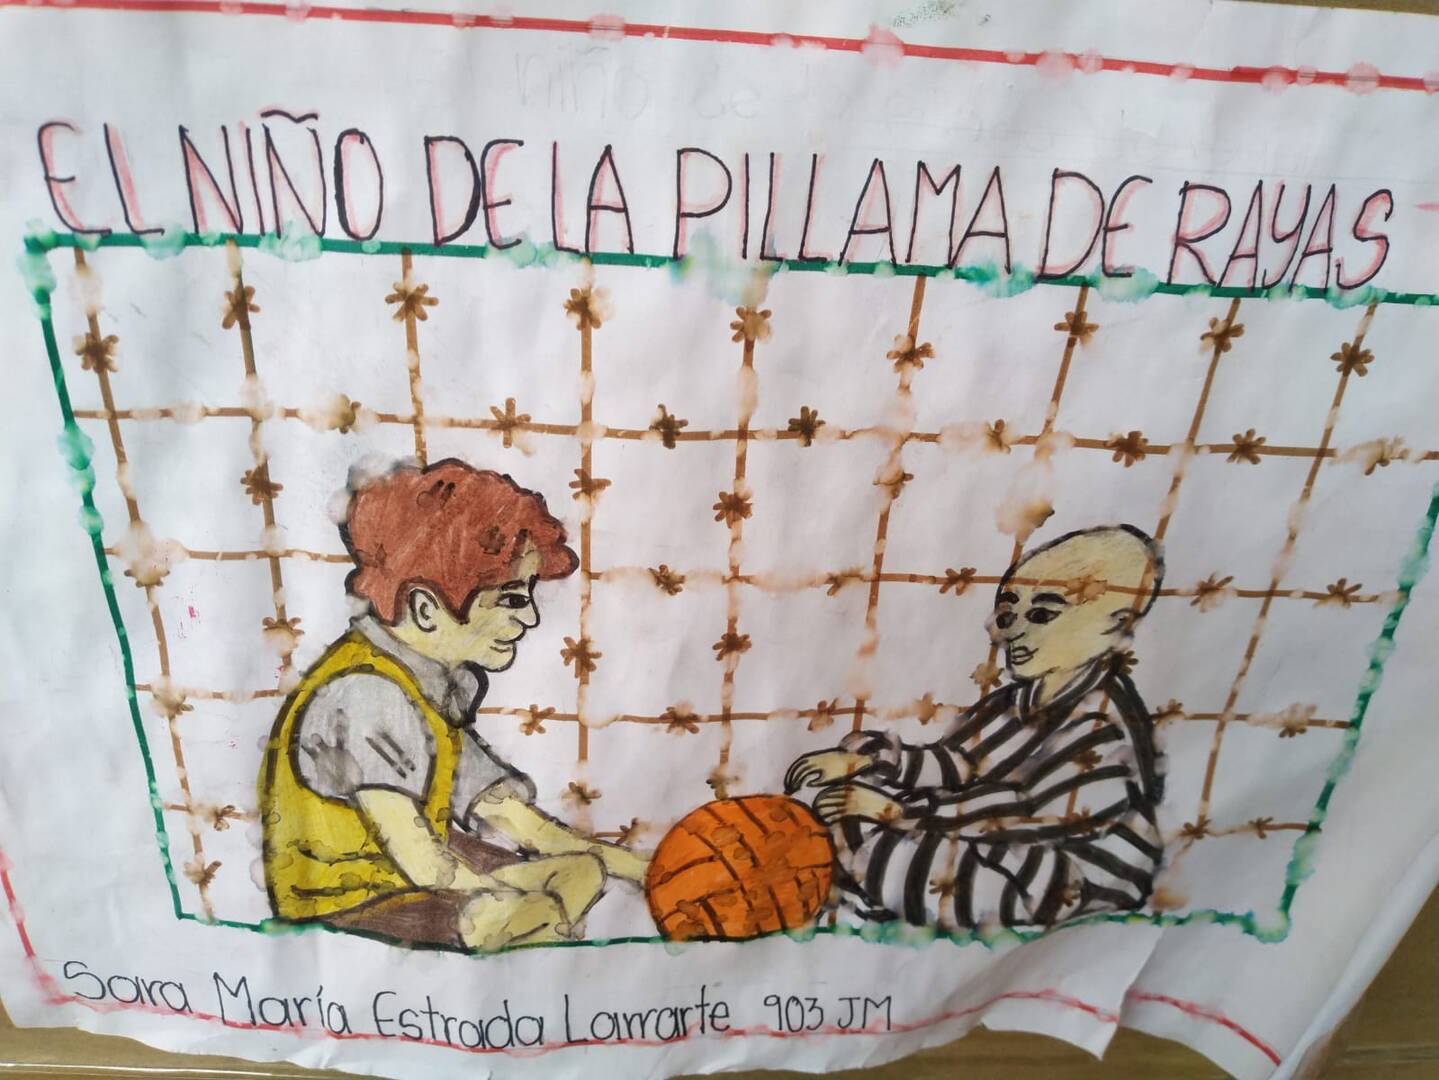 EL NIÑO DE LA PILLAMA DE RAYAS
Sara María Estrada Larrarte 903 JM